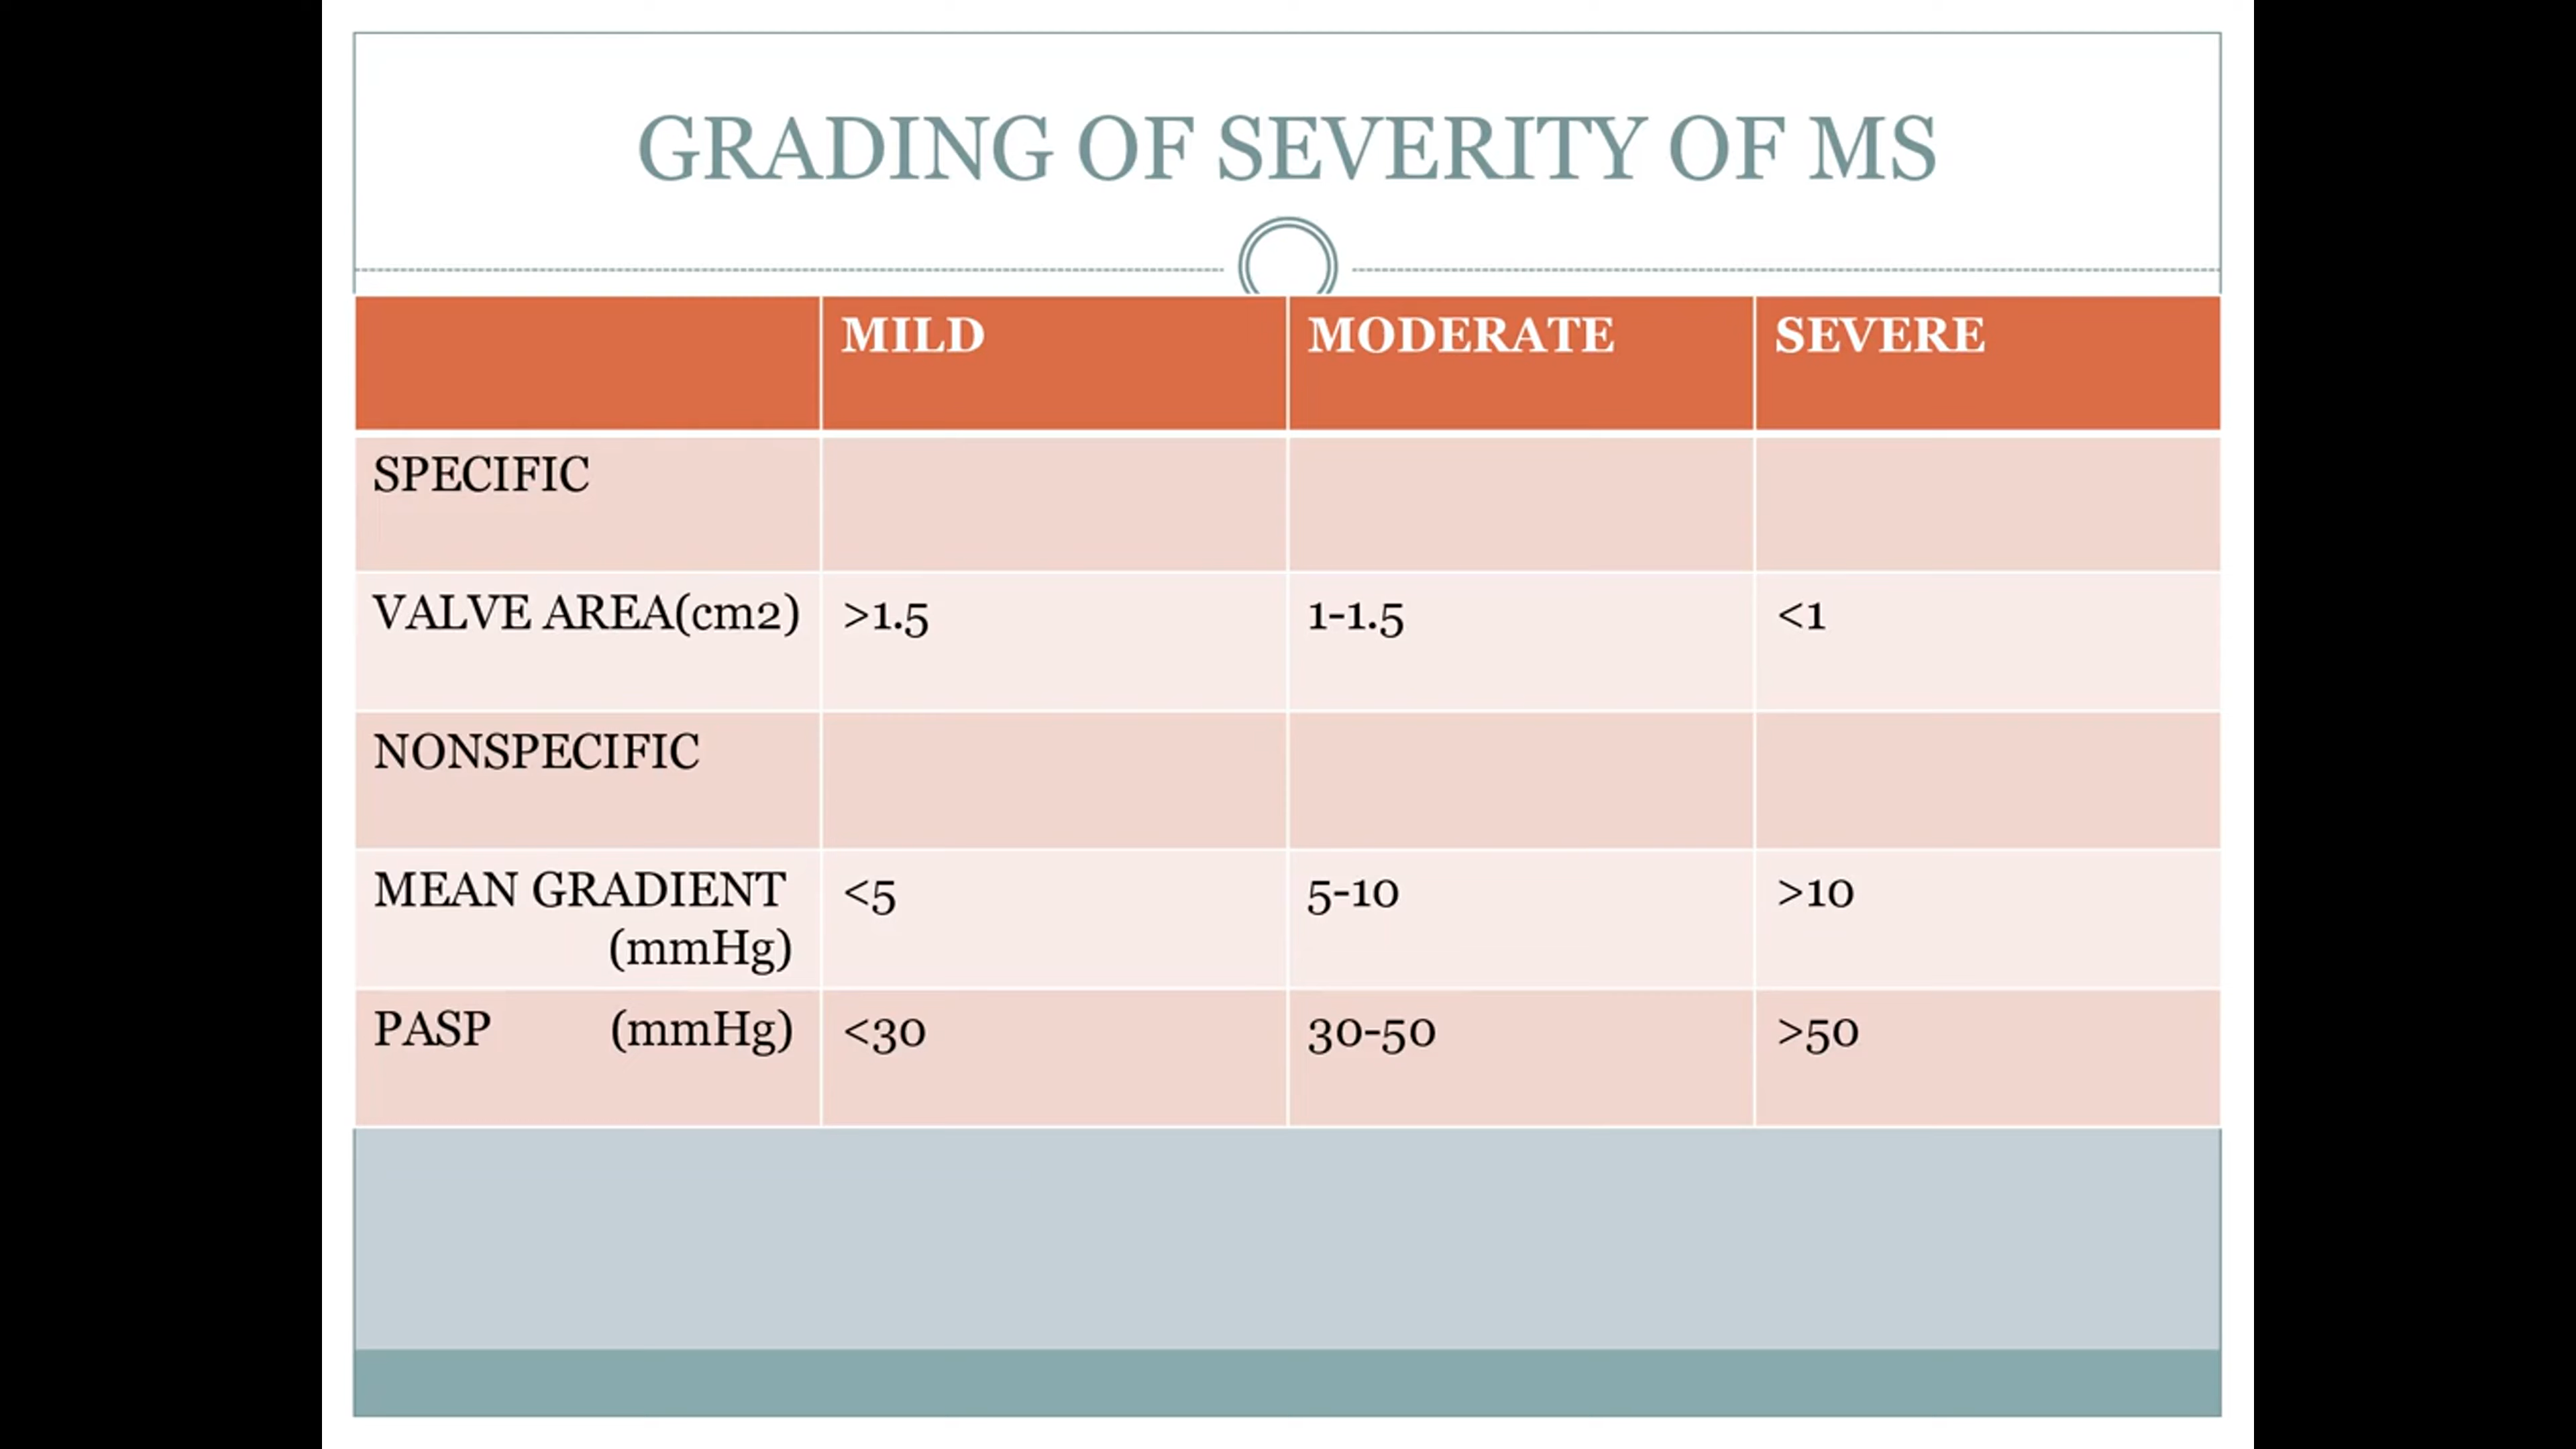 GRADING OF SEVERITY OF MS
MILD MODERATE SEVERE
SPECIFIC
VALVE AREA(cm2) >1.5 1-1.5 <1
NONSPECIFIC
MEAN GRADIENT <5 5-10 >10
(mmHg)
PASP (mmHg) <30 30-50 >50